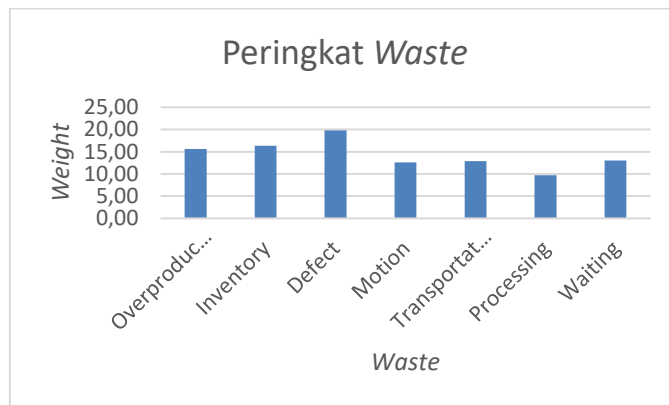 Peringkat Waste
25,00
20,00
15,00
10,00
5,00
0,00
Weight
Overproduc...
Inventory
Defect
Motion
Transportat...
Processing
Waiting
Waste